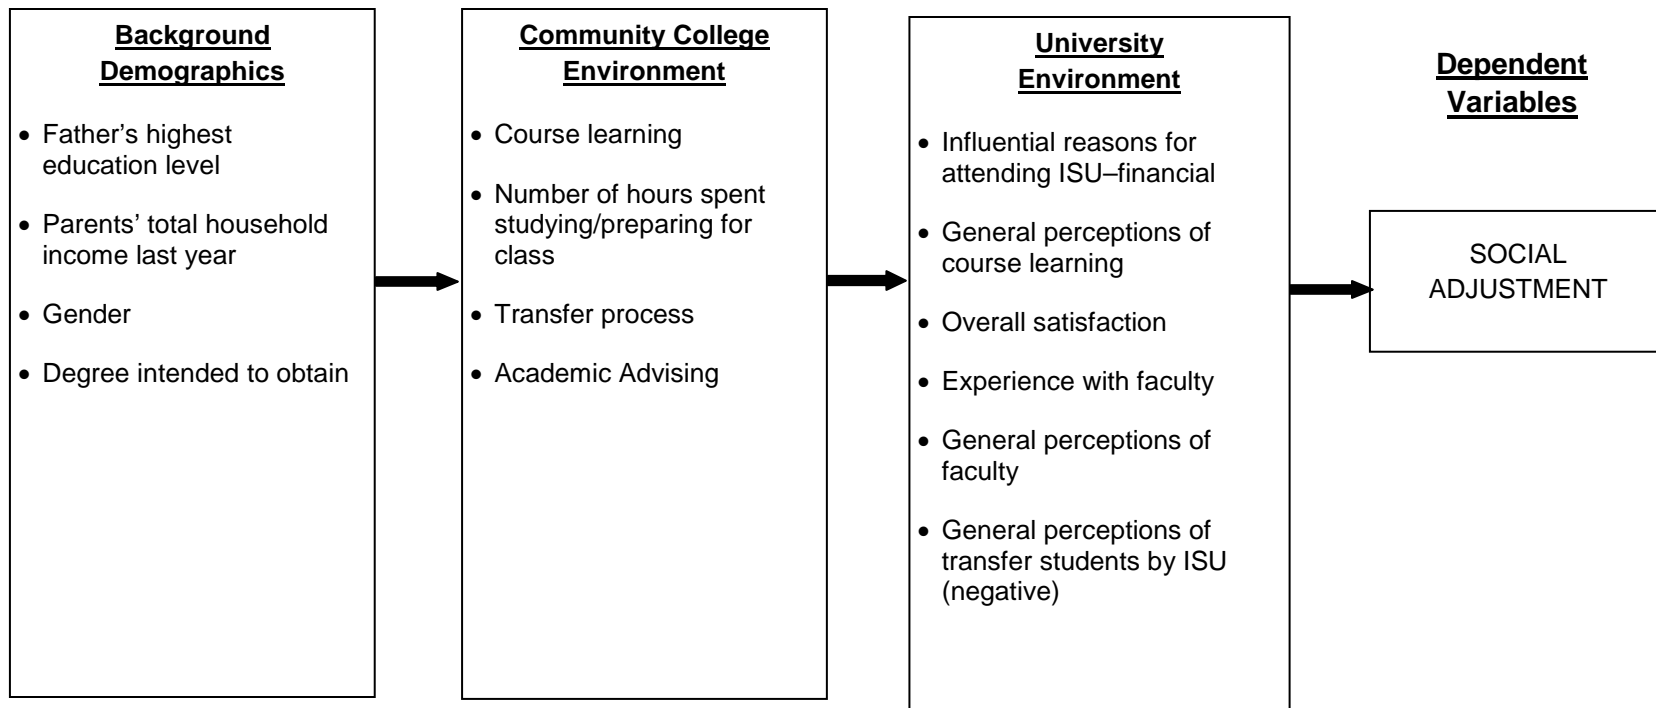 Background
Demographics
• Father’s highest
education level
• Parents’ total household
income last year
• Gender
• Degree intended to obtain
Community College
Environment
• Course learning
• Number of hours spent
studying/preparing for
class
• Transfer process
• Academic Advising
University
Environment
• Influential reasons for
attending ISU–financial
• General perceptions of
course learning
• Overall satisfaction
• Experience with faculty
• General perceptions of
faculty
• General perceptions of
transfer students by ISU
(negative)
Dependent
Variables
SOCIAL
ADJUSTMENT